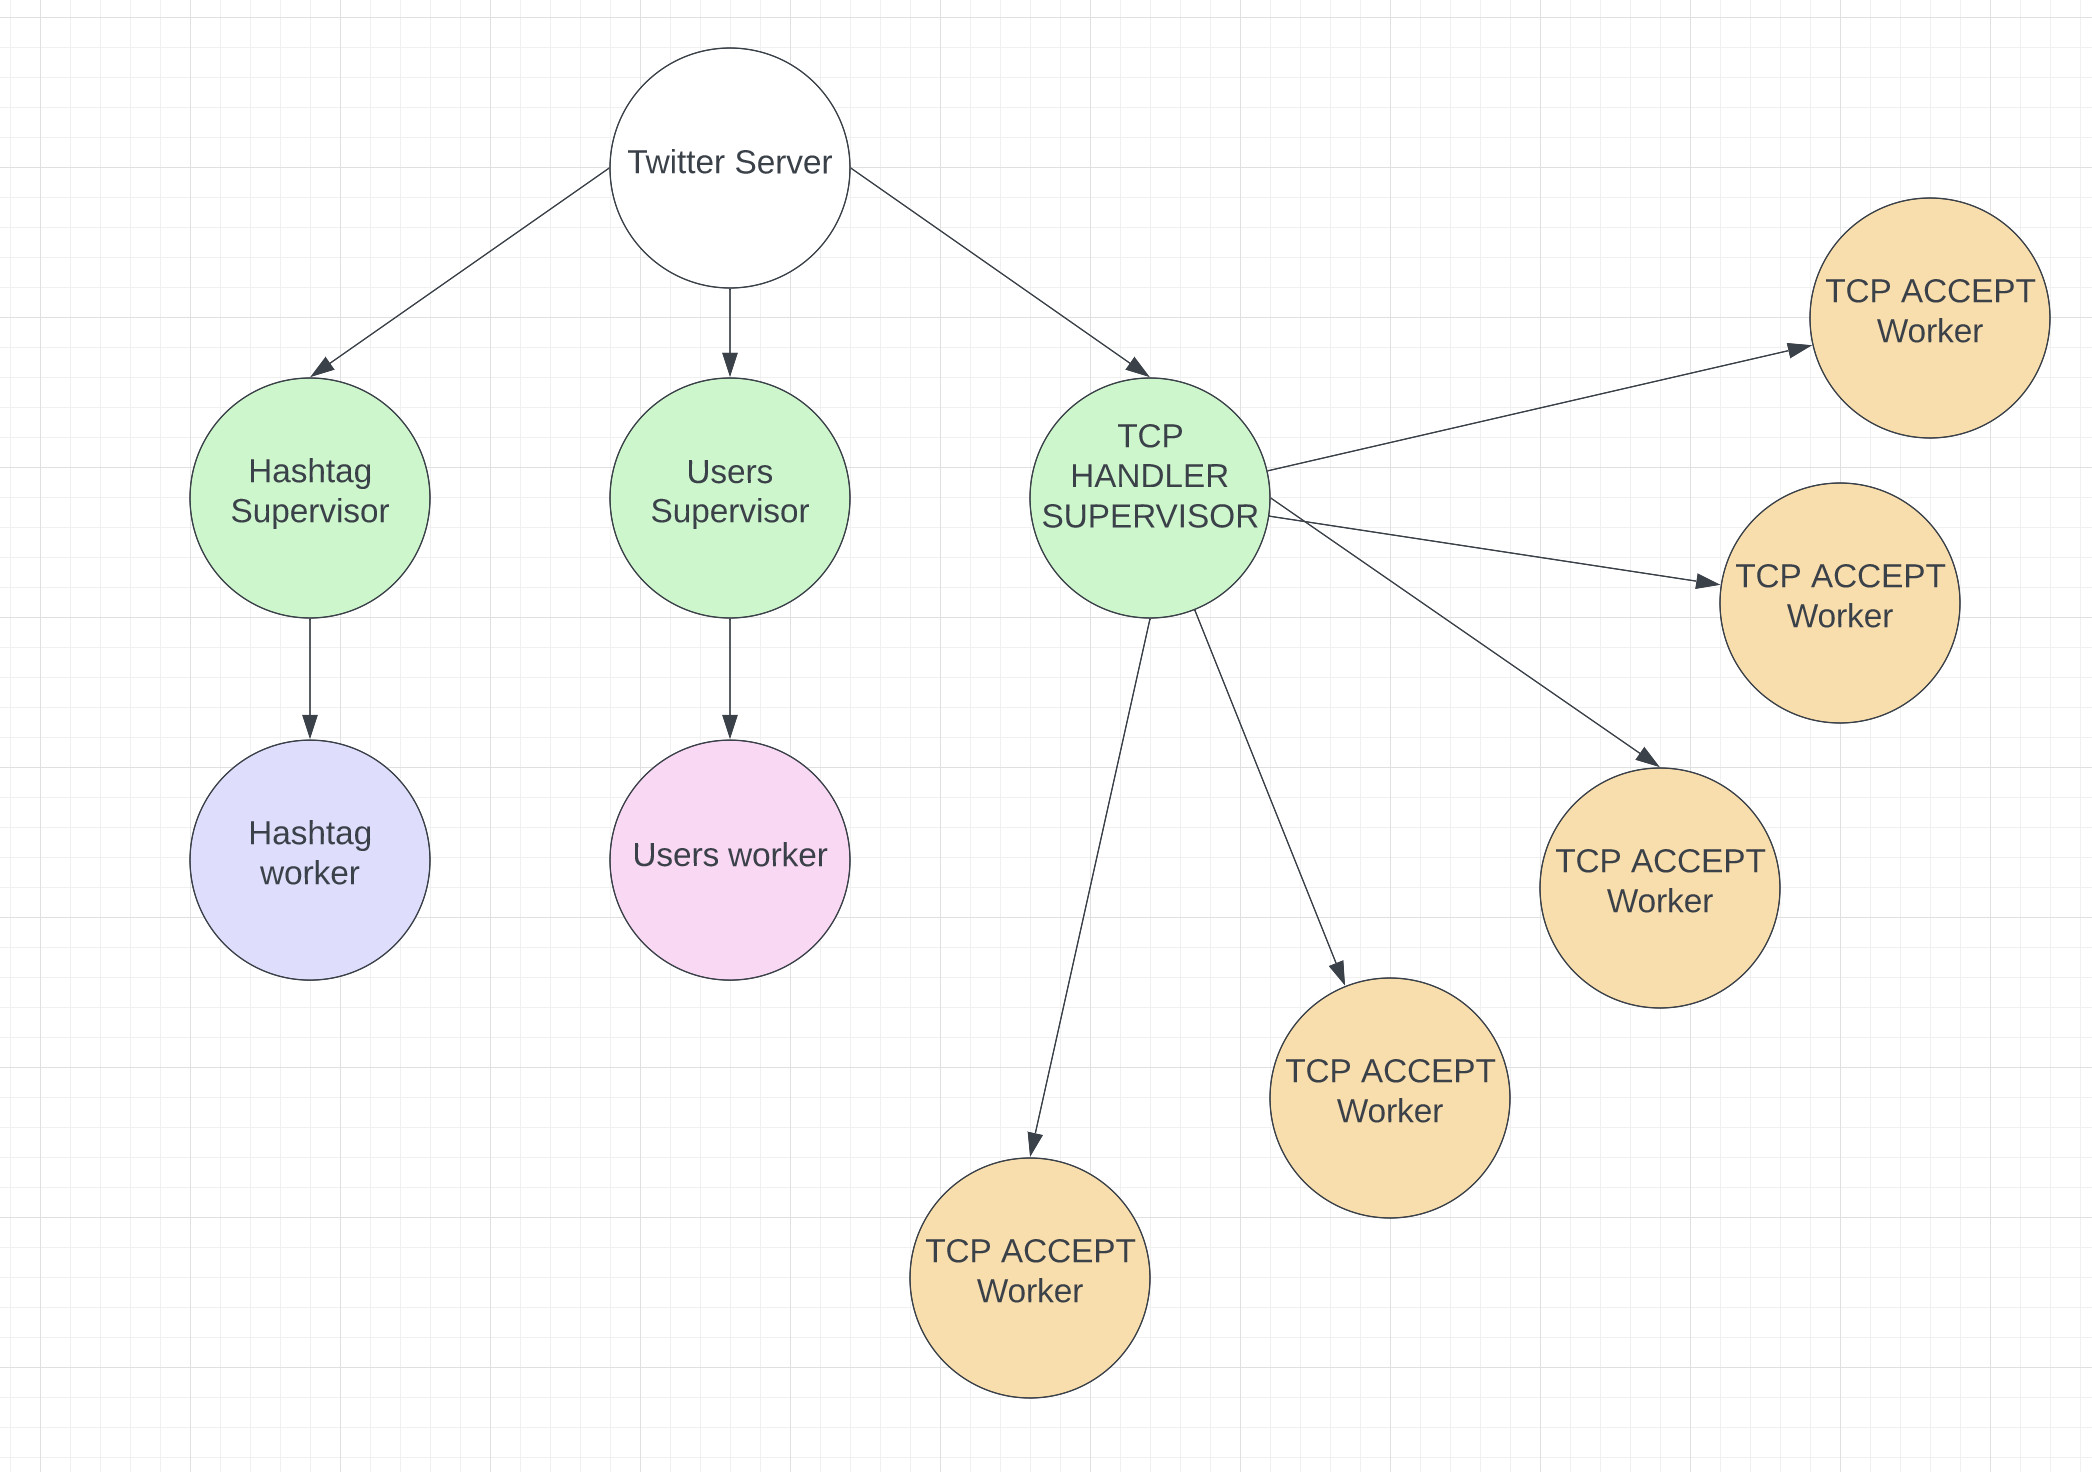 Twitter Server
TCP ACCEPT
Worker
Hashtag
Supervisor
Users
Supervisor
TCP
HANDLER
SUPERVISOR
TCP ACCEPT
Worker
Hashtag
worker
Users worker
TCP ACCEPT
Worker
TCP ACCEPT
Worker
TCP ACCEPT
Worker